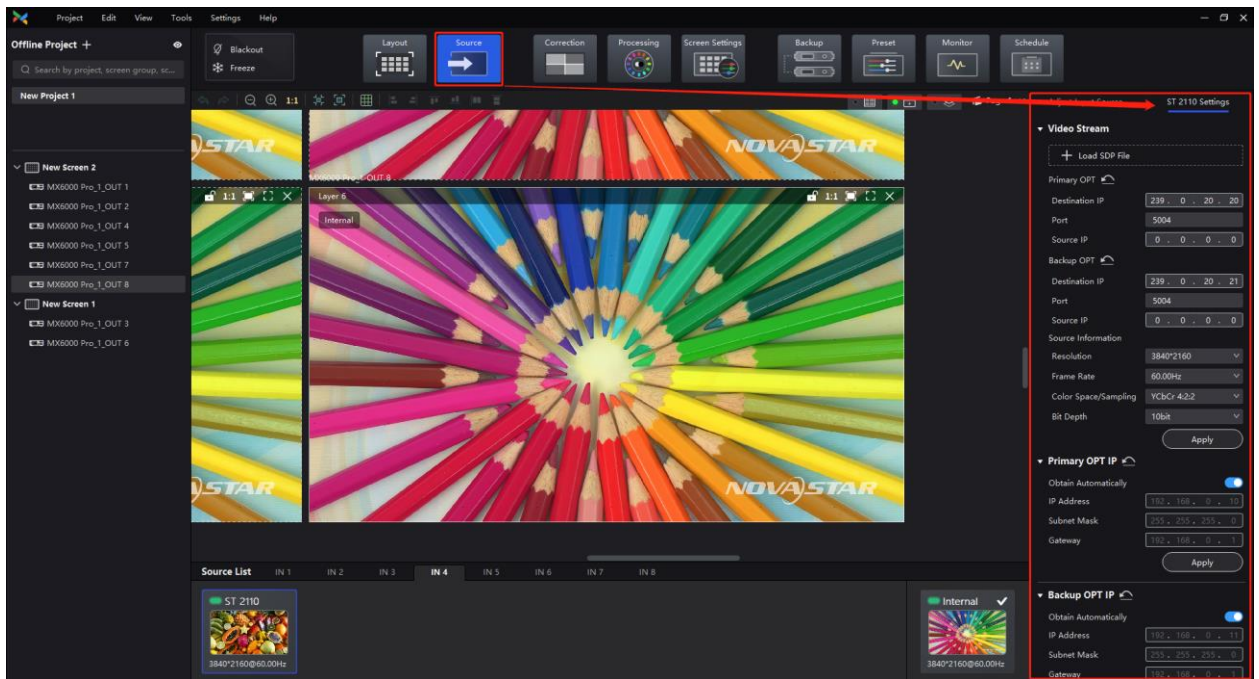 Project Edit View Tools Settings Help
Offline Project +
Search by project, screen group, sc...
New Project 1
New Screen 2
MX6000 Pro_1_OUT 1
MX6000 Pro_1_OUT 2
MX6000 Pro_1_OUT 4
MX6000 Pro_1_OUT 5
MX6000 Pro_1_OUT 7
MX6000 Pro_1_OUT 8
New Screen 1
MX6000 Pro_1_OUT 3
MX6000 Pro_1_OUT 6
Blackout
Freeze
Layout
Source
Correction
Processing
Screen Settings
Backup
Preset
Monitor
Schedule
1:1
NOVASTAR
MX6000 Pro_1_OUT 8
1:1
Layer 6
1:1
Internal
NOVASTAR
Source List IN 1 IN 2 IN 3 IN 4 IN 5 IN 6 IN 7 IN 8
ST 2110
3840*2160@60.00Hz
Internal
3840*2160@60.00Hz
ST 2110 Settings
Video Stream
+ Load SDP File
Primary OPT
Destination IP 239 . 0 . 20 . 20
Port 5004
Source IP 0 . 0 . 0 . 0
Backup OPT
Destination IP 239 . 0 . 20 . 21
Port 5004
Source IP 0 . 0 . 0 . 0
Source Information
Resolution 3840*2160
Frame Rate 60.00Hz
Color Space/Sampling YCbCr 4:2:2
Bit Depth 10bit
Apply
Primary OPT IP
Obtain Automatically
IP Address 192 . 168 . 0 . 10
Subnet Mask 255 . 255 . 255 . 0
Gateway 192 . 168 . 0 . 1
Apply
Backup OPT IP
Obtain Automatically
IP Address 192 . 168 . 0 . 11
Subnet Mask 255 . 255 . 255 . 0
Gateway 192 . 168 . 0 . 1